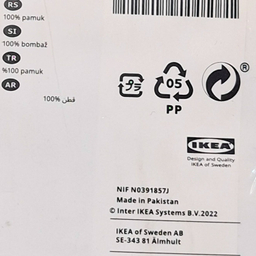 RS
100% pamuk
SI
100% bombaž
TR
%100 pamuk
AR
100% قطن
05
PP
®
IKEA
Design and Quality
IKEA of Sweden
NIF N0391857J
Made in Pakistan
© Inter IKEA Systems B.V. 2022
IKEA of Sweden AB
SE-343 81 Älmhult